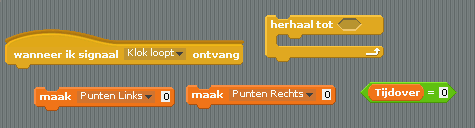 herhaal tot
wanneer ik signaal Klok loopt ontvang
maak Punten Links 0
maak Punten Rechts 0
Tijdover = 0